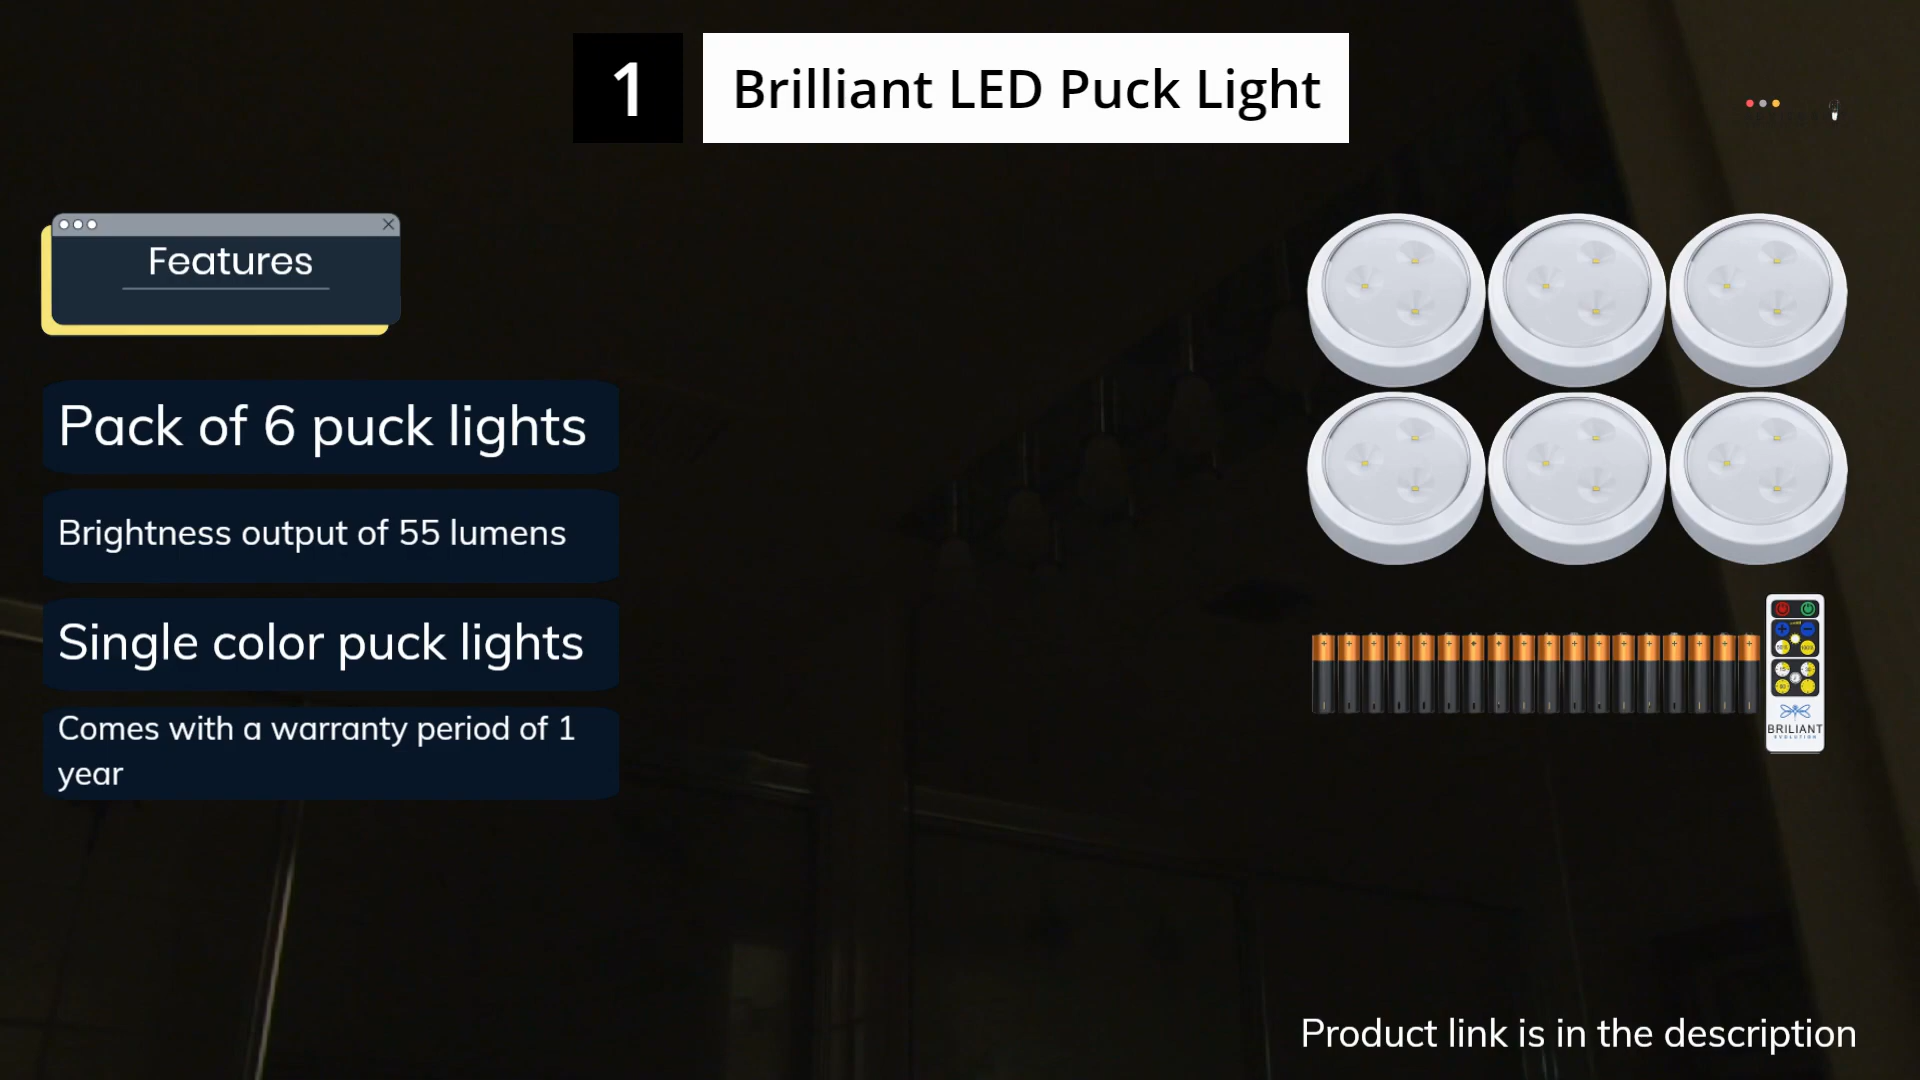 1
Brilliant LED Puck Light
Features
Pack of 6 puck lights
Brightness output of 55 lumens
Single color puck lights
Comes with a warranty period of 1
year
BRILIANT
EVOLUTION
Product link is in the description